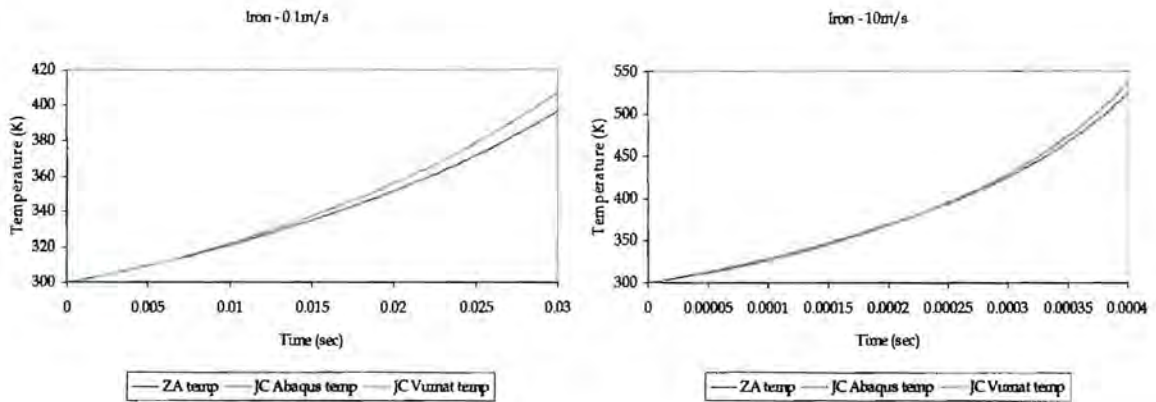 Iron - 0.1m/s
420
400
380
360
340
320
300
Temperature (K)
0 0.005 0.01 0.015 0.02 0.025 0.03
Time (sec)
ZA temp JC Abaqus temp JC Vumat temp
Iron - 10m/s
550
500
450
400
350
300
Temperature (K)
0 0.00005 0.0001 0.00015 0.0002 0.00025 0.0003 0.00035 0.0004
Time (sec)
ZA temp JC Abaqus temp JC Vumat temp